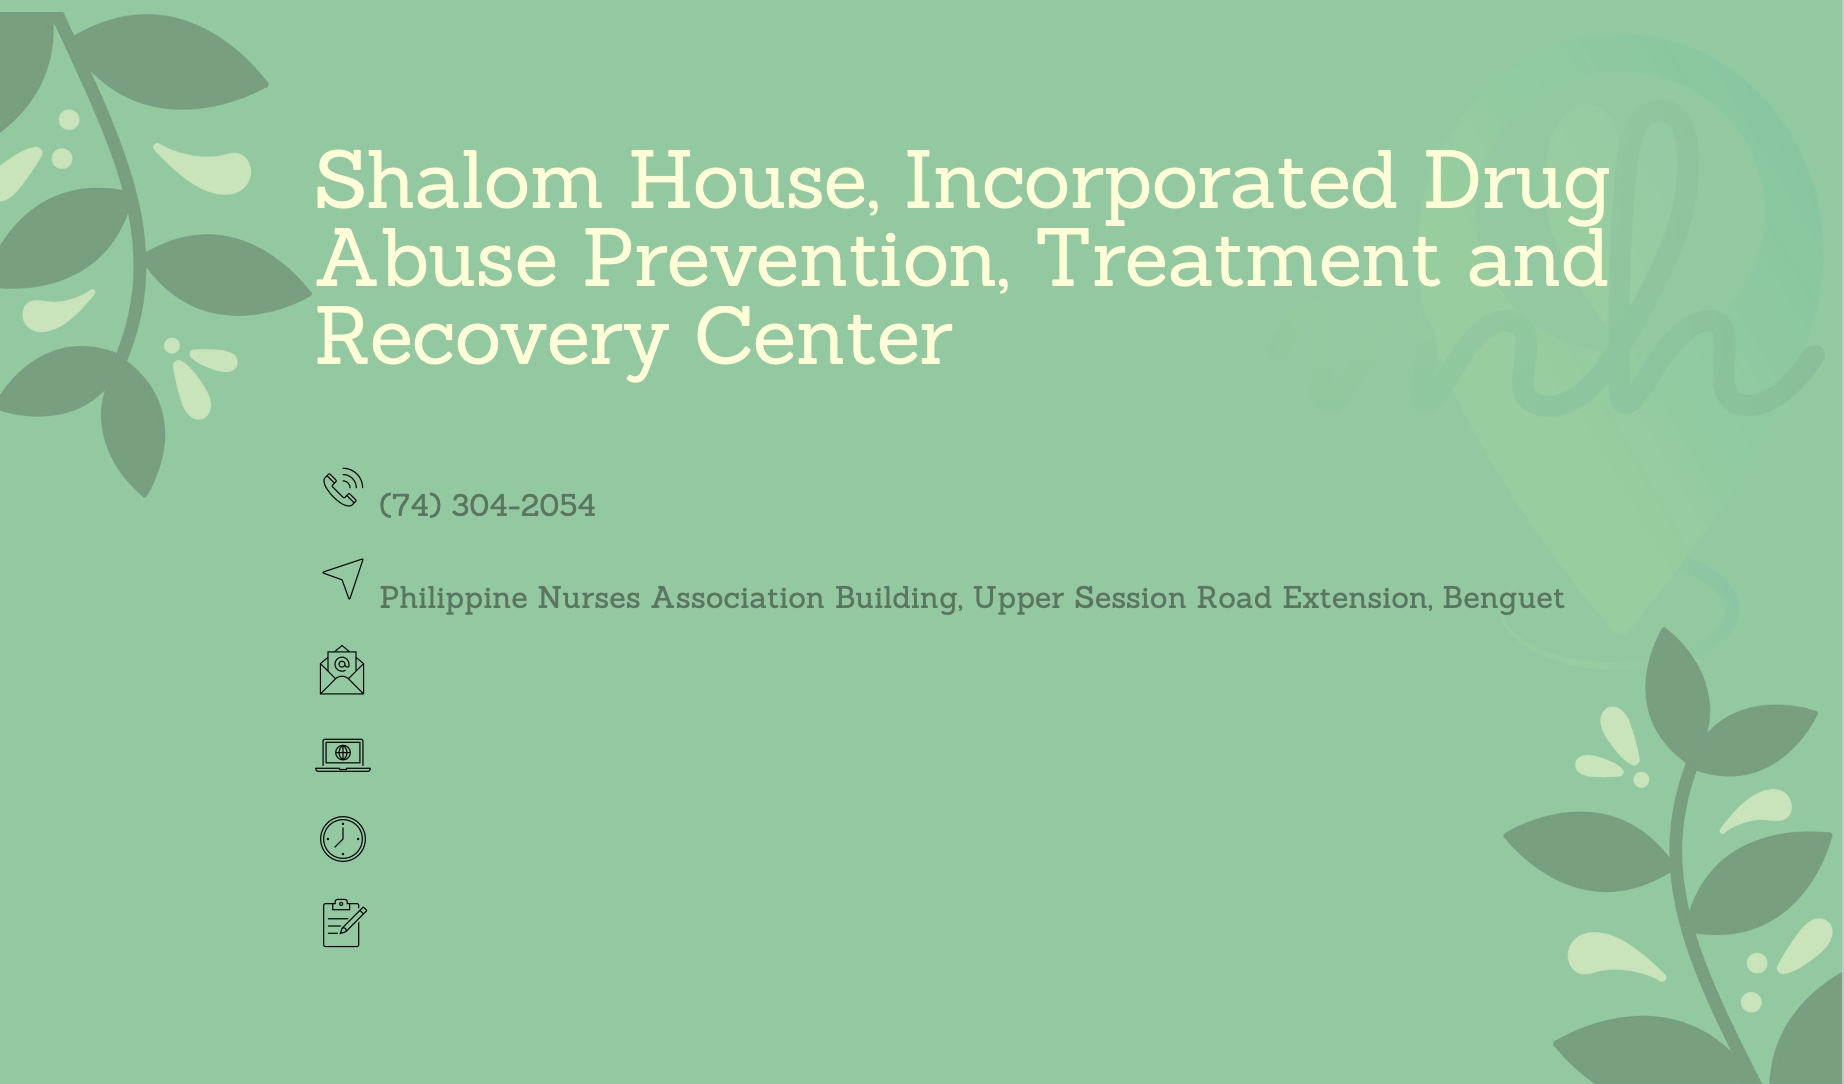 Shalom House, Incorporated Drug
Abuse Prevention, Treatment and
Recovery Center
(74) 304-2054
Philippine Nurses Association Building, Upper Session Road Extension, Benguet